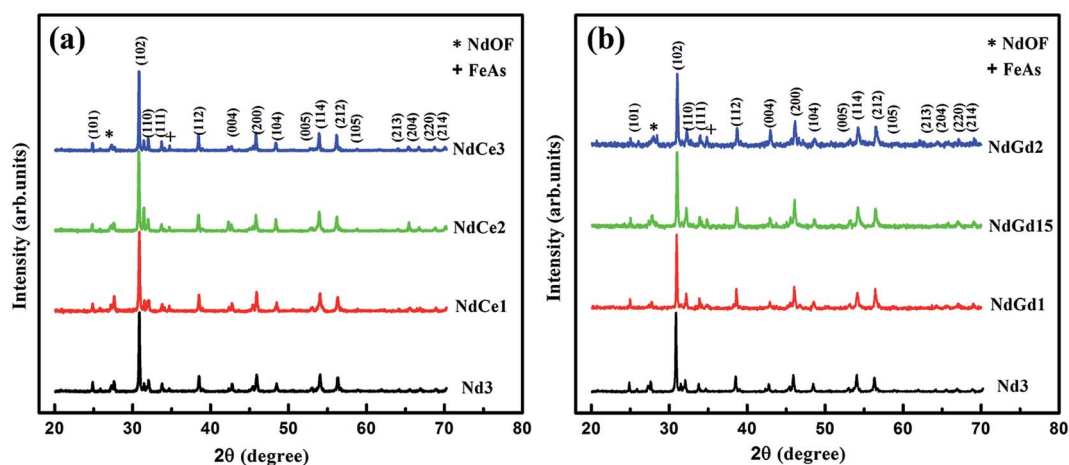 (a)
* NdOF
+ FeAs
(102)
(101)
*
(110)
(111)
+
(112)
(004)
(200)
(104)
(005)
(114)
(212)
(105)
(213)
(204)
(220)
(214)
NdCe3
NdCe2
NdCe1
Nd3
Intensity (arb.units)
20 30 40 50 60 70 80
2θ (degree)
(b)
* NdOF
+ FeAs
(102)
(101)
*
(110)
(111)
+
(112)
(004)
(200)
(104)
(005)
(114)
(212)
(105)
(213)
(204)
(220)
(214)
NdGd2
NdGd15
NdGd1
Nd3
Intensity (arb.units)
20 30 40 50 60 70 80
2θ (degree)